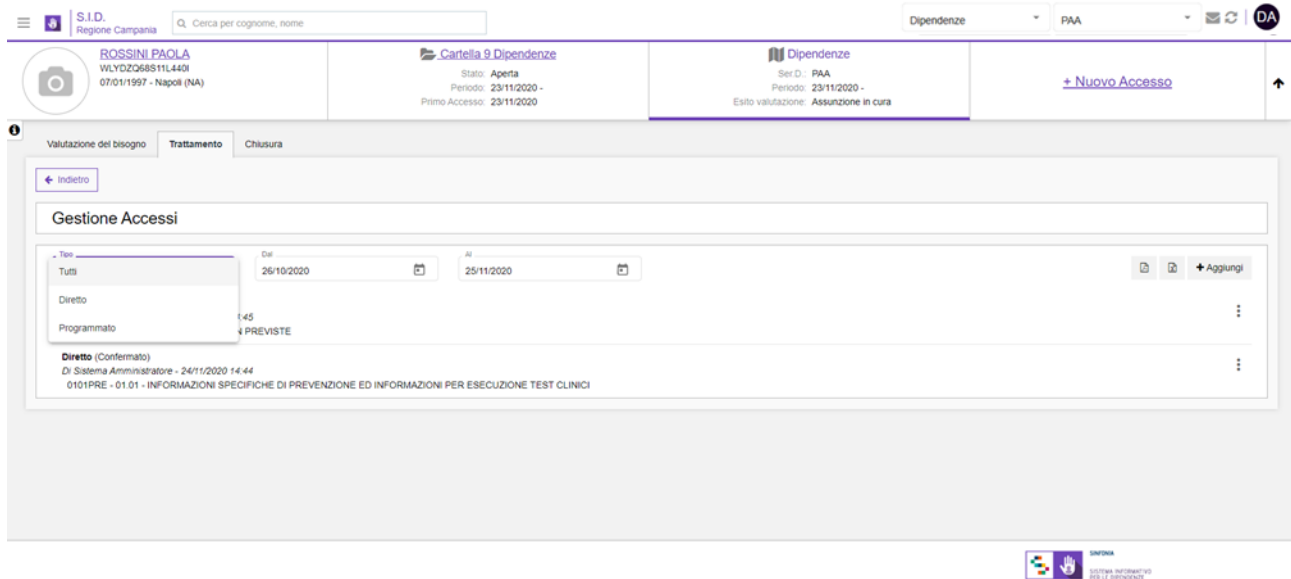 S.I.D.
Regione Campania
Cerca per cognome, nome
Dipendenze
PAA
DA
ROSSINI PAOLA
WLYDZQ68S11L440I
07/01/1997 - Napoli (NA)
Cartella 9 Dipendenze
Stato: Aperta
Periodo: 23/11/2020 -
Primo Accesso: 23/11/2020
Dipendenze
Ser.D.: PAA
Periodo: 23/11/2020 -
Esito valutazione: Assunzione in cura
+ Nuovo Accesso
Valutazione del bisogno
Trattamento
Chiusura
Indietro
Gestione Accessi
Tipo
Tutti
Diretto
Programmato
Dal
26/10/2020
Al
25/11/2020
+ Aggiungi
:45
PREVISTE
Diretto (Confermato)
Di Sistema Amministratore - 24/11/2020 14:44
0101PRE - 01.01 - INFORMAZIONI SPECIFICHE DI PREVENZIONE ED INFORMAZIONI PER ESECUZIONE TEST CLINICI
SINFONIA
SISTEMA INFORMATIVO
PER LE DIPENDENZE